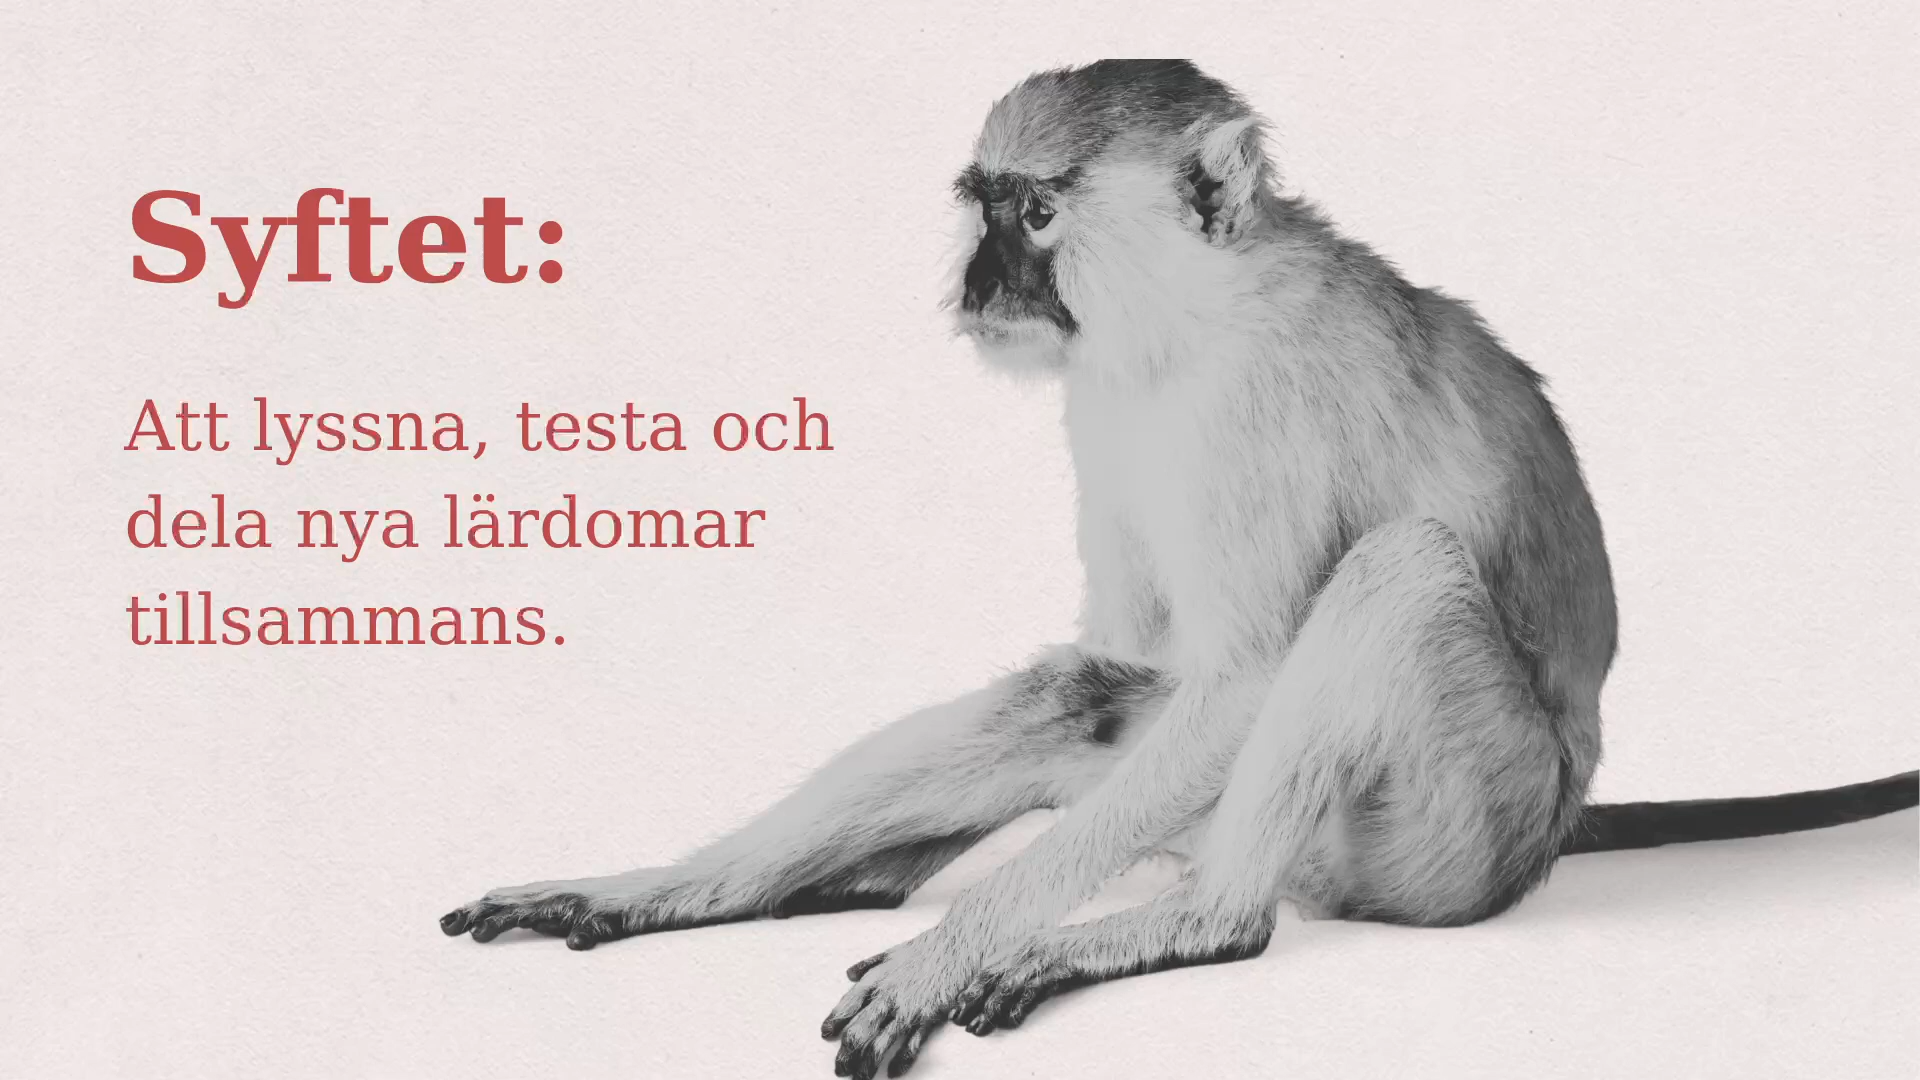 Syftet:
Att lyssna, testa och
dela nya lärdomar
tillsammans.